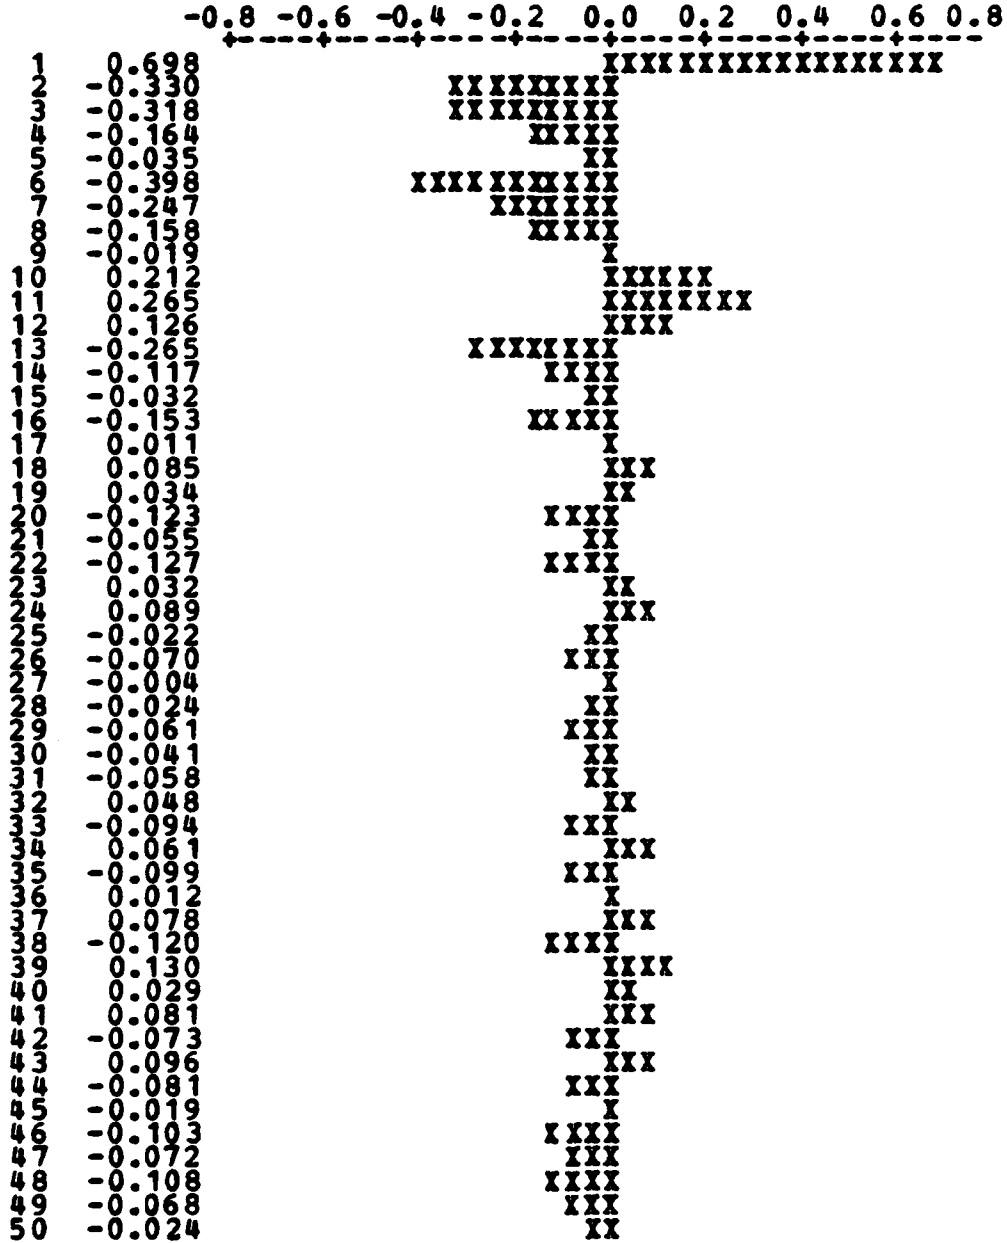 -0.8 -0.6 -0.4 -0.2 0.0 0.2 0.4 0.6 0.8
+----+----+----+----+----+----+----+----
1 0.698 XXXXXXXXXXXXXXXXXX
2 -0.330 XXXXXXXXX
3 -0.318 XXXXXXXXX
4 -0.164 XXXXX
5 -0.035 XX
6 -0.398 XXXXXXXXXXX
7 -0.247 XXXXXXX
8 -0.158 XXXXX
9 -0.019 X
10 0.212 XXXXXX
11 0.265 XXXXXXXX
12 0.126 XXXX
13 -0.265 XXXXXXXX
14 -0.117 XXXX
15 -0.032 XX
16 -0.153 XXXXX
17 0.011 X
18 0.085 XXX
19 0.034 XX
20 -0.123 XXXX
21 -0.055 XX
22 -0.127 XXXX
23 0.032 XX
24 0.089 XXX
25 -0.022 XX
26 -0.070 XXX
27 -0.004 X
28 -0.024 XX
29 -0.061 XXX
30 -0.041 XX
31 -0.058 XX
32 0.048 XX
33 -0.094 XXX
34 0.061 XXX
35 -0.099 XXX
36 0.012 X
37 0.078 XXX
38 -0.120 XXXX
39 0.130 XXXX
40 0.029 XX
41 0.081 XXX
42 -0.073 XXX
43 0.096 XXX
44 -0.081 XXX
45 -0.019 X
46 -0.103 XXXX
47 -0.072 XXX
48 -0.108 XXXX
49 -0.068 XXX
50 -0.024 XX